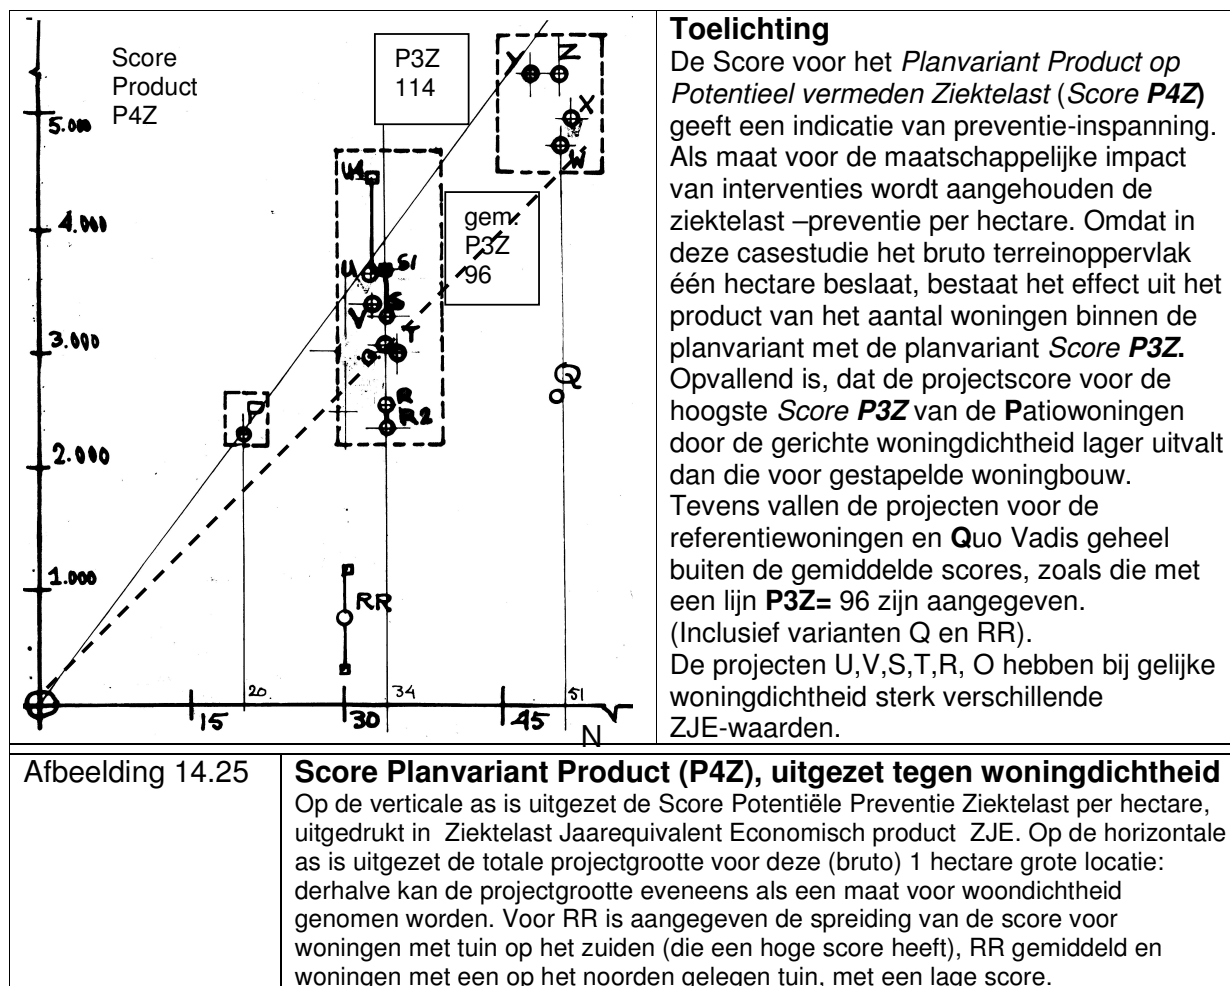 Score
Product
P4Z
P3Z
114
gem.
P3Z
96
5.000
4.000
3.000
2.000
1.000
Y
Z
X
W
U1
U
S1
S
V
T
R
R2
P
Q
RR
20
34
51
15
30
45
N
Toelichting
De Score voor het Planvariant Product op
Potentieel vermeden Ziektelast (Score P4Z)
geeft een indicatie van preventie-inspanning.
Als maat voor de maatschappelijke impact
van interventies wordt aangehouden de
ziektelast –preventie per hectare. Omdat in
deze casestudie het bruto terreinoppervlak
één hectare beslaat, bestaat het effect uit het
product van het aantal woningen binnen de
planvariant met de planvariant Score P3Z.
Opvallend is, dat de projectscore voor de
hoogste Score P3Z van de Patiowoningen
door de gerichte woningdichtheid lager uitvalt
dan die voor gestapelde woningbouw.
Tevens vallen de projecten voor de
referentiewoningen en Quo Vadis geheel
buiten de gemiddelde scores, zoals die met
een lijn P3Z= 96 zijn aangegeven.
(Inclusief varianten Q en RR).
De projecten U,V,S,T,R, O hebben bij gelijke
woningdichtheid sterk verschillende
ZJE-waarden.
Afbeelding 14.25
Score Planvariant Product (P4Z), uitgezet tegen woningdichtheid
Op de verticale as is uitgezet de Score Potentiële Preventie Ziektelast per hectare,
uitgedrukt in Ziektelast Jaarequivalent Economisch product ZJE. Op de horizontale
as is uitgezet de totale projectgrootte voor deze (bruto) 1 hectare grote locatie:
derhalve kan de projectgrootte eveneens als een maat voor woondichtheid
genomen worden. Voor RR is aangegeven de spreiding van de score voor
woningen met tuin op het zuiden (die een hoge score heeft), RR gemiddeld en
woningen met een op het noorden gelegen tuin, met een lage score.